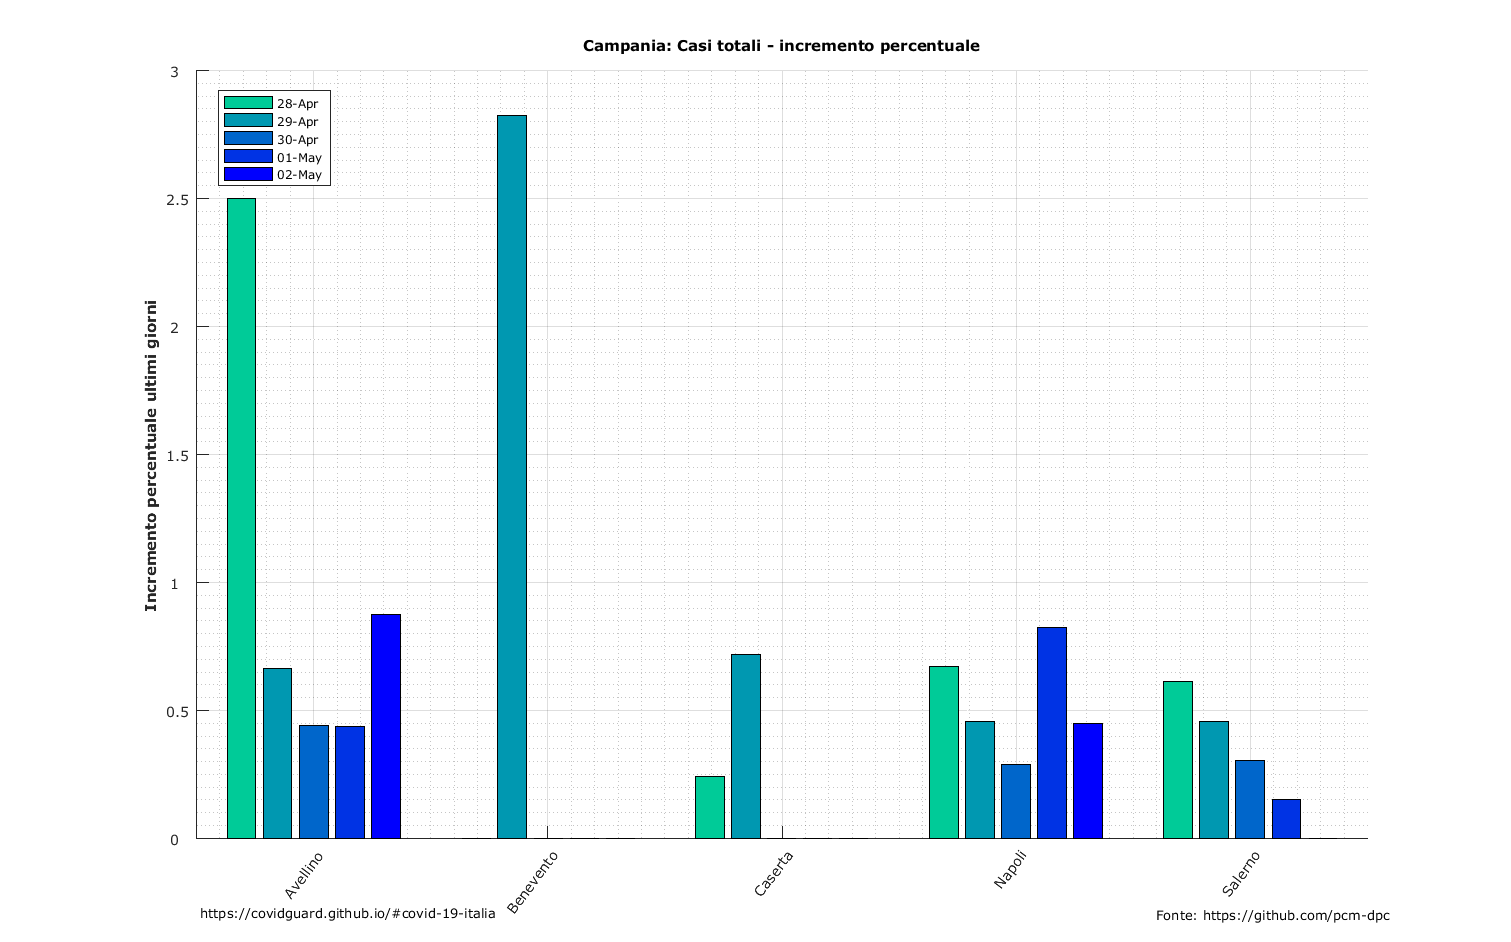 Campania: Casi totali - incremento percentuale
3
2.5
2
1.5
1
0.5
0
Incremento percentuale ultimi giorni
28-Apr
29-Apr
30-Apr
01-May
02-May
Avellino
Benevento
Caserta
Napoli
Salerno
https://covidguard.github.io/#covid-19-italia
Fonte: https://github.com/pcm-dpc